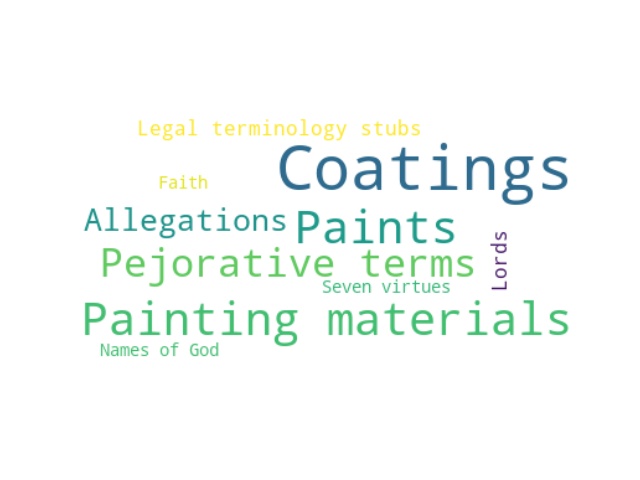 Legal terminology stubs
Coatings
Faith
Allegations
Paints
Lords
Pejorative terms
Seven virtues
Painting materials
Names of God